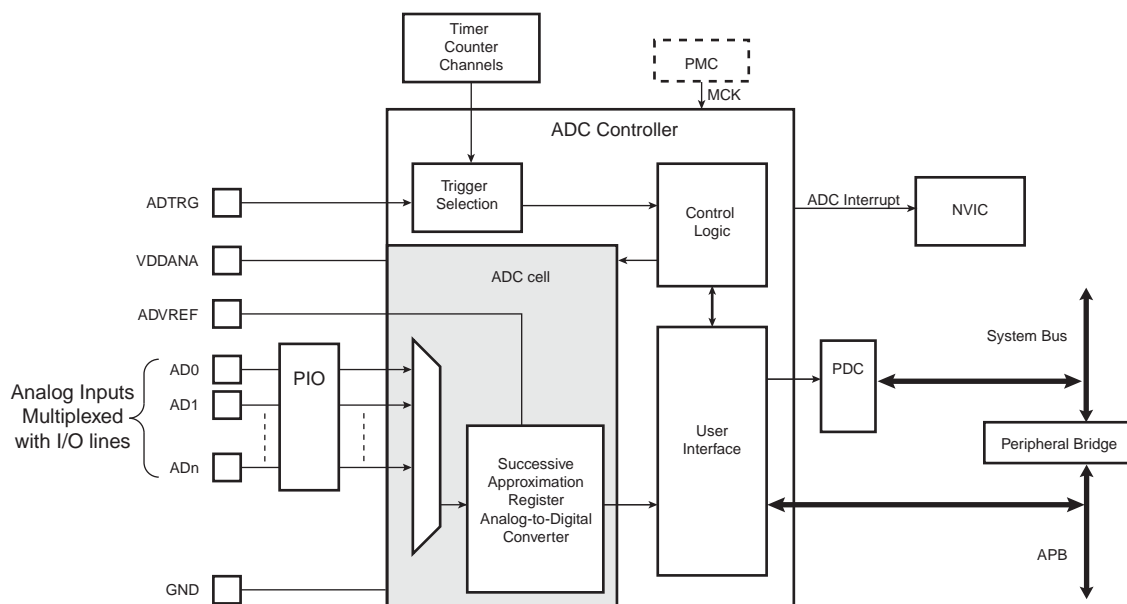 Timer
Counter
Channels
PMC
MCK
ADC Controller
Trigger
Selection
Control
Logic
ADC Interrupt
NVIC
ADTRG
VDDANA
ADC cell
ADVREF
System Bus
AD0
PIO
PDC
Analog Inputs
Multiplexed
with I/O lines
AD1
User
Interface
Peripheral Bridge
ADn
Successive
Approximation
Register
Analog-to-Digital
Converter
APB
GND